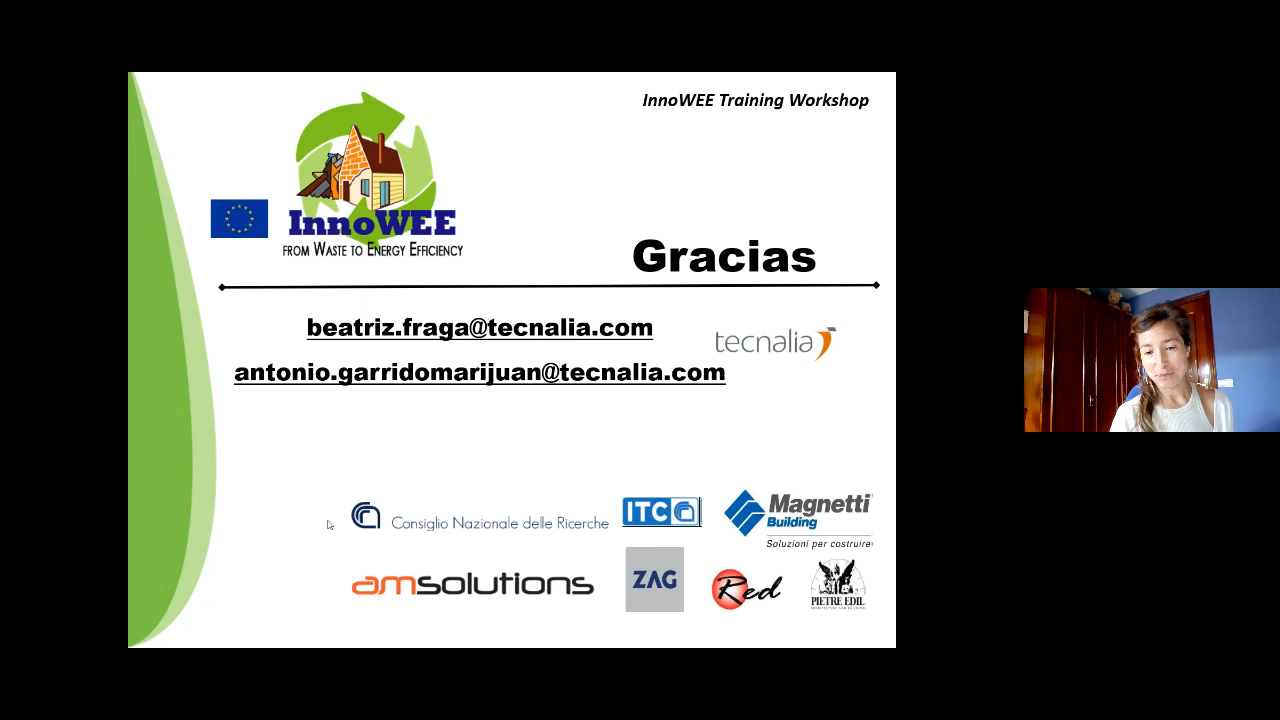 InnoWEE Training Workshop
InnoWEE
FROM WASTE TO ENERGY EFFICIENCY
Gracias
beatriz.fraga@tecnalia.com
tecnalia
antonio.garridomarijuan@tecnalia.com
Consiglio Nazionale delle Ricerche
ITC
Magnetti
Building
Soluzioni per costruire
amsolutions
ZAG
Red
PIETRE EDIL